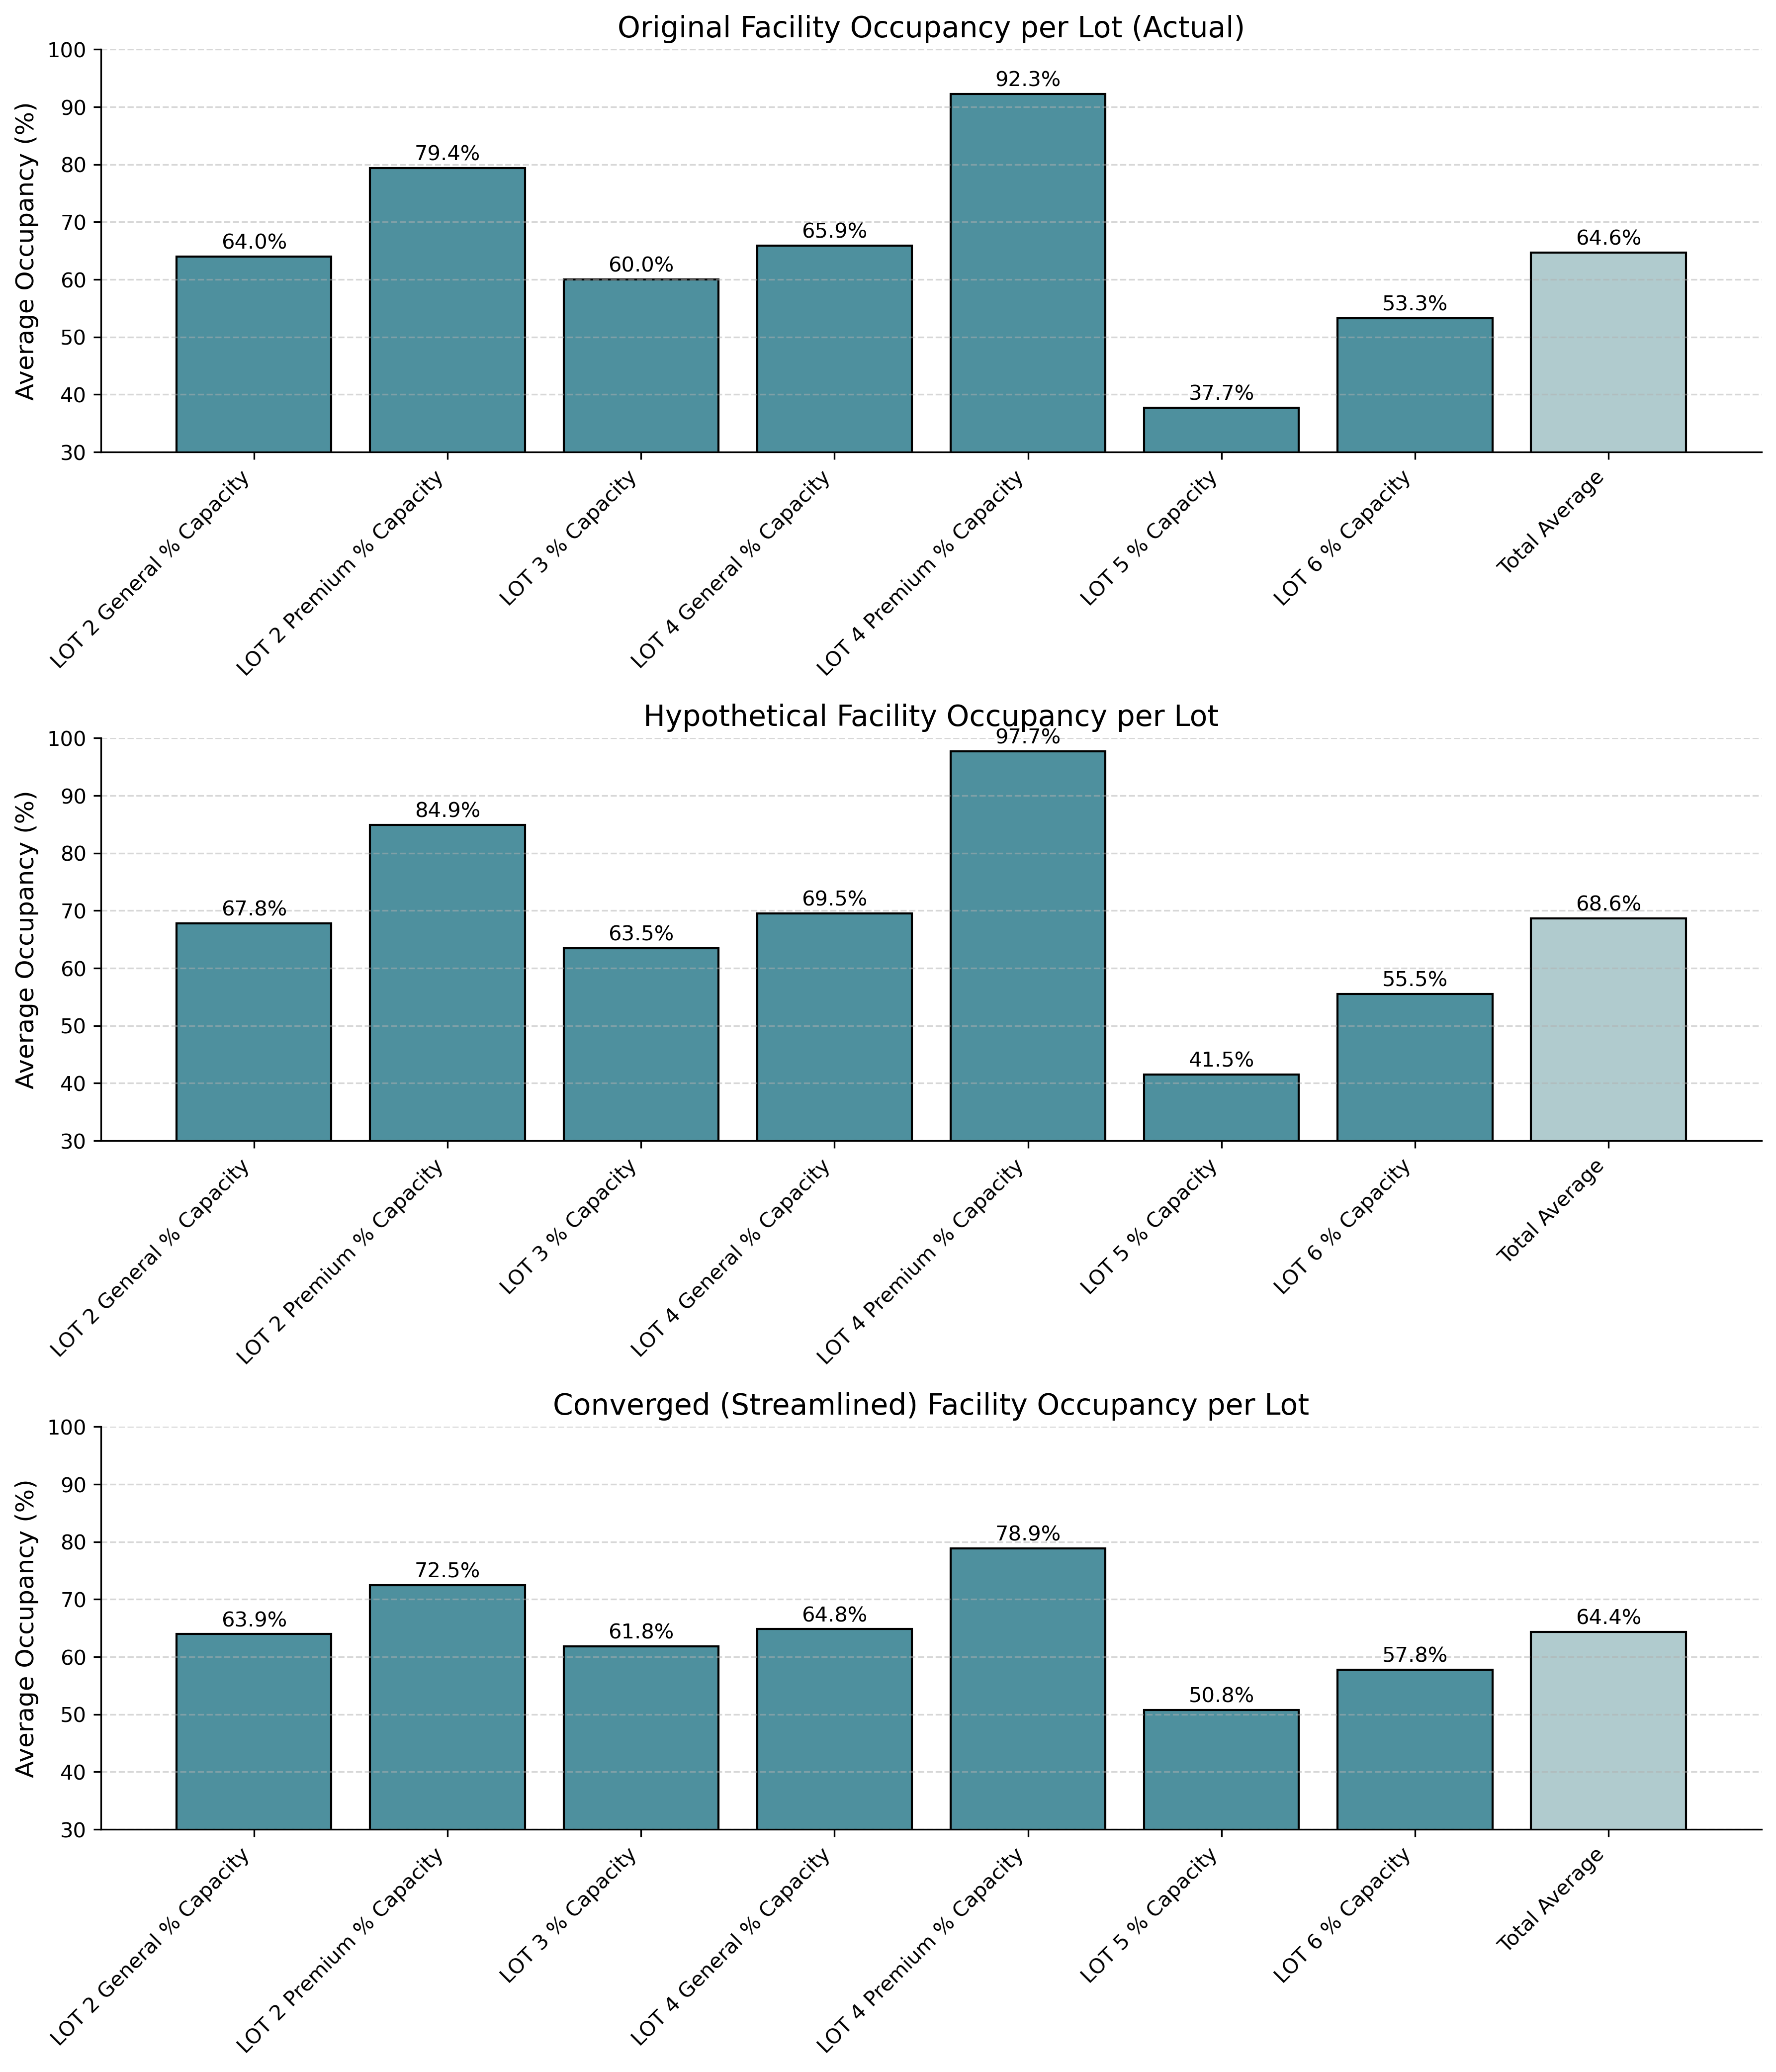 Original Facility Occupancy per Lot (Actual)
Average Occupancy (%)
100
90
80
70
60
50
40
30
64.0%
79.4%
60.0%
65.9%
92.3%
37.7%
53.3%
64.6%
LOT 2 General % Capacity
LOT 2 Premium % Capacity
LOT 3 % Capacity
LOT 4 General % Capacity
LOT 4 Premium % Capacity
LOT 5 % Capacity
LOT 6 % Capacity
Total Average
Hypothetical Facility Occupancy per Lot
Average Occupancy (%)
100
90
80
70
60
50
40
30
67.8%
84.9%
63.5%
69.5%
97.7%
41.5%
55.5%
68.6%
LOT 2 General % Capacity
LOT 2 Premium % Capacity
LOT 3 % Capacity
LOT 4 General % Capacity
LOT 4 Premium % Capacity
LOT 5 % Capacity
LOT 6 % Capacity
Total Average
Converged (Streamlined) Facility Occupancy per Lot
Average Occupancy (%)
100
90
80
70
60
50
40
30
63.9%
72.5%
61.8%
64.8%
78.9%
50.8%
57.8%
64.4%
LOT 2 General % Capacity
LOT 2 Premium % Capacity
LOT 3 % Capacity
LOT 4 General % Capacity
LOT 4 Premium % Capacity
LOT 5 % Capacity
LOT 6 % Capacity
Total Average